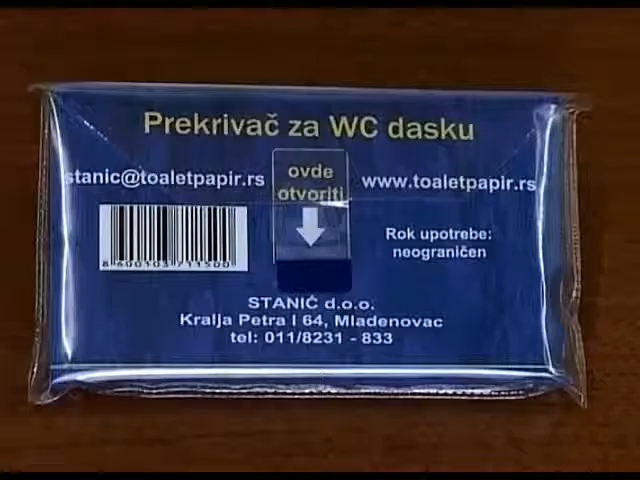 Prekrivač za WC dasku
ovde
otvoriti
stanic@toaletpapir.rs
www.toaletpapir.rs
Rok upotrebe:
neograničen
8600103711500
STANIĆ d.o.o.
Kralja Petra I 64, Mladenovac
tel: 011/8231 - 833